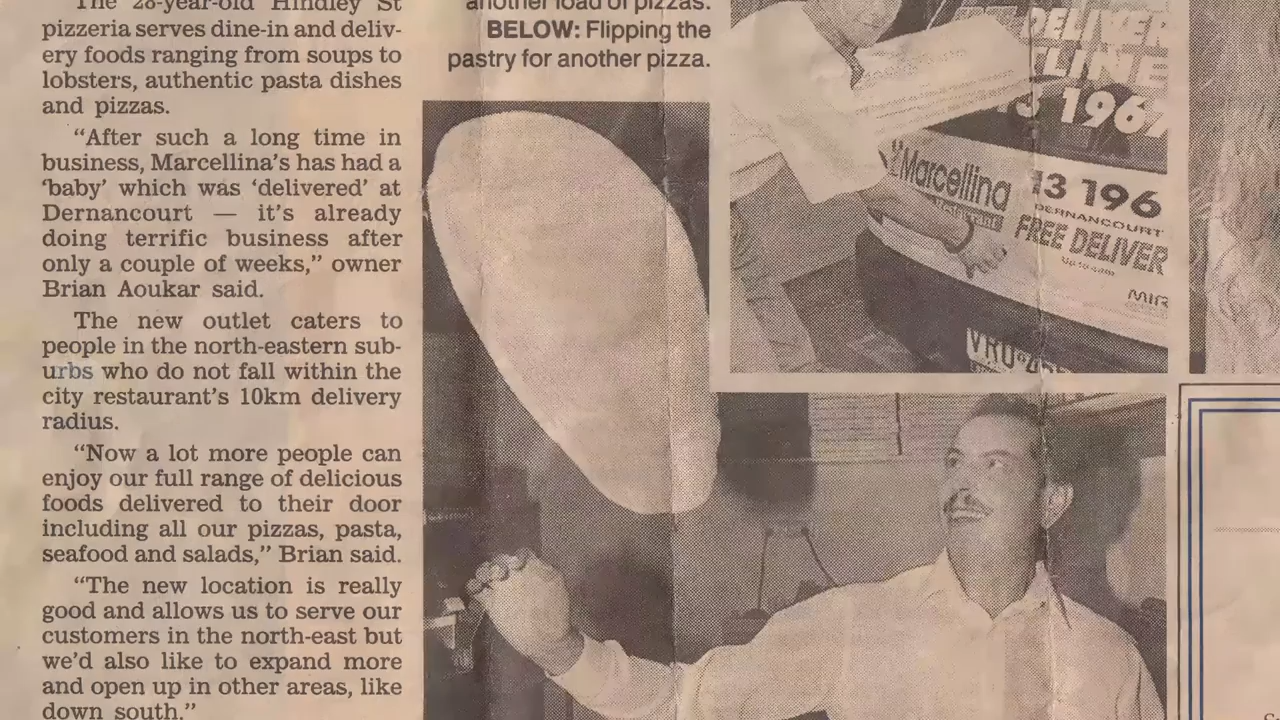 The 28-year-old Hindley St
pizzeria serves dine-in and deliv-
ery foods ranging from soups to
lobsters, authentic pasta dishes
and pizzas.
“After such a long time in
business, Marcellina’s has had a
‘baby’ which was ‘delivered’ at
Dernancourt — it’s already
doing terrific business after
only a couple of weeks,” owner
Brian Aoukar said.
The new outlet caters to
people in the north-eastern sub-
urbs who do not fall within the
city restaurant’s 10km delivery
radius.
“Now a lot more people can
enjoy our full range of delicious
foods delivered to their door
including all our pizzas, pasta,
seafood and salads,” Brian said.
“The new location is really
good and allows us to serve our
customers in the north-east but
we’d also like to expand more
and open up in other areas, like
down south.”
another load of pizzas.
BELOW: Flipping the
pastry for another pizza.
DELIVER
TLINE
13 1967
Marcellina
13 196
DERNANCOURT
FREE DELIVER
MIR
VRU